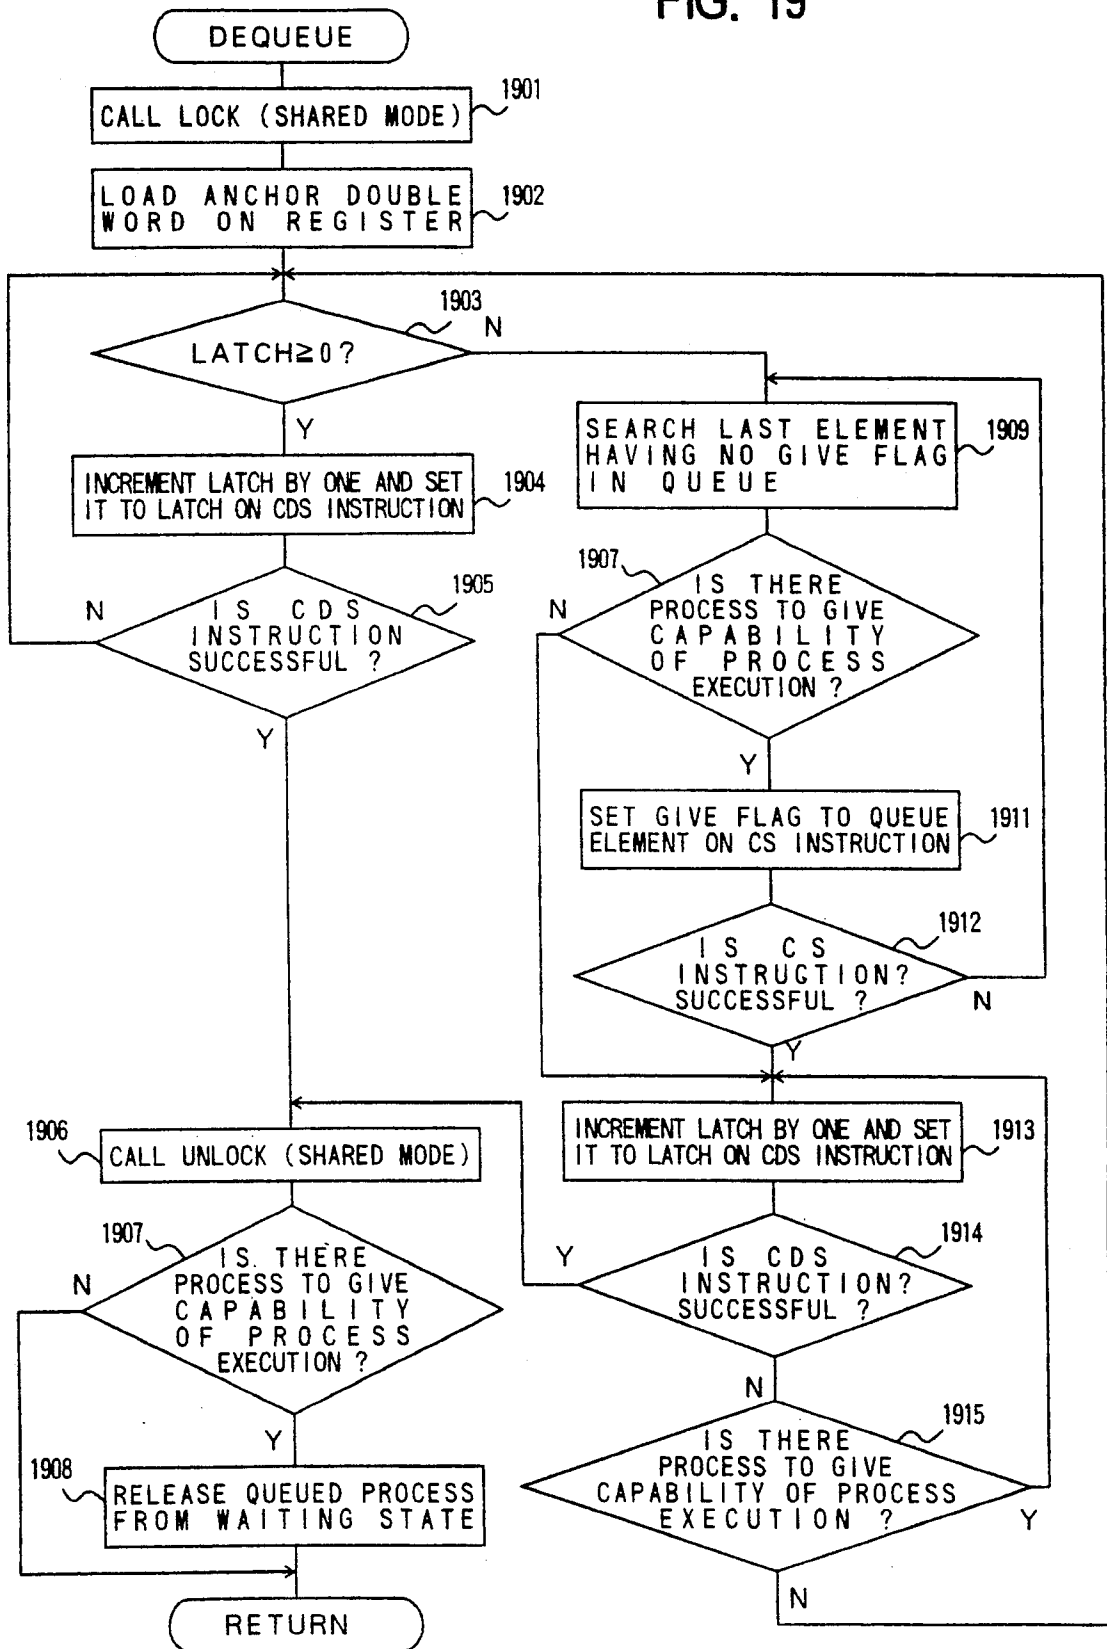 FIG. 19
DEQUEUE
1901
CALL LOCK (SHARED MODE)
1902
LOAD ANCHOR DOUBLE
WORD ON REGISTER
1903
LATCH≧0?
N
Y
INCREMENT LATCH BY ONE AND SET
IT TO LATCH ON CDS INSTRUCTION
1904
1905
IS CDS
INSTRUCTION
SUCCESSFUL ?
N
Y
SEARCH LAST ELEMENT
HAVING NO GIVE FLAG
IN QUEUE
1909
1907
IS THERE
PROCESS TO GIVE
CAPABILITY
OF PROCESS
EXECUTION ?
N
Y
SET GIVE FLAG TO QUEUE
ELEMENT ON CS INSTRUCTION
1911
1912
IS CS
INSTRUCTION?
SUCCESSFUL ?
N
Y
INCREMENT LATCH BY ONE AND SET
IT TO LATCH ON CDS INSTRUCTION
1913
1914
IS CDS
INSTRUCTION?
SUCCESSFUL ?
Y
N
1915
IS THERE
PROCESS TO GIVE
CAPABILITY OF PROCESS
EXECUTION ?
Y
N
1906
CALL UNLOCK (SHARED MODE)
1907
IS. THERE
PROCESS TO GIVE
CAPABILITY
OF PROCESS
EXECUTION ?
N
Y
1908
RELEASE QUEUED PROCESS
FROM WAITING STATE
RETURN